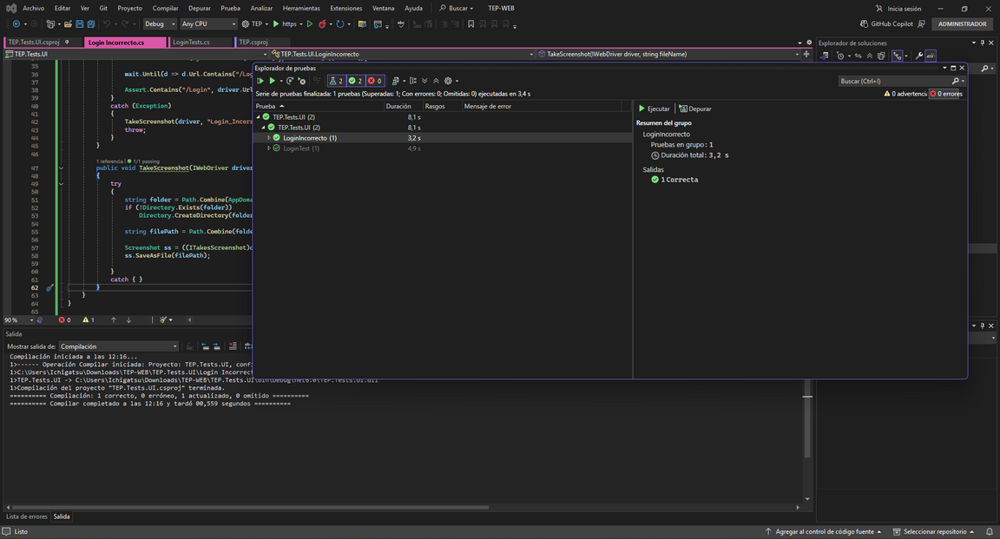 Archivo Editar Ver Git Proyecto Compilar Depurar Prueba Analizar Herramientas Extensiones Ventana Ayuda Buscar TEP-WEB Inicia sesión
Debug Any CPU TEP https GitHub Copilot ADMINISTRADOR
TEP.Tests.UI.csproj Login Incorrecto.cs LoginTests.cs TEP.csproj
TEP.Tests.UI TEP.Tests.UI.LoginIncorrecto TakeScreenshot(IWebDriver driver, string fileName)
Explorador de soluciones
35
36 wait.Until(d => d.Url.Contains("/Lo
37
38 Assert.Contains("/Login", driver.Url
39 }
40 catch (Exception)
41 {
42 TakeScreenshot(driver, "Login_Incorr
43 throw;
44 }
45 }
46
1 referencia | 1/1 passing
47 public void TakeScreenshot(IWebDriver driver
48 {
49 try
50 {
51 string folder = Path.Combine(AppDoma
52 if (!Directory.Exists(folder))
53 Directory.CreateDirectory(folder
54
55 string filePath = Path.Combine(folde
56
57 Screenshot ss = ((ITakesScreenshot)d
58 ss.SaveAsFile(filePath);
59
60 }
61 catch { }
62 }
63 }
64 }
65
90 % 0 1
Explorador de pruebas
2 2 0
Buscar (Ctrl+I)
Serie de pruebas finalizada: 1 pruebas (Superadas: 1; Con errores: 0; Omitidas: 0) ejecutadas en 3,4 s
0 advertencia 0 errores
Prueba Duración Rasgos Mensaje de error
TEP.Tests.UI (2) 8,1 s
TEP.Tests.UI (2) 8,1 s
LoginIncorrecto (1) 3,2 s
LoginTest (1) 4,9 s
Ejecutar Depurar
Resumen del grupo
LoginIncorrecto
Pruebas en grupo: 1
Duración total: 3,2 s
Salidas
1 Correcta
Salida
Mostrar salida de: Compilación
Compilación iniciada a las 12:16...
1>------ Operación Compilar iniciada: Proyecto: TEP.Tests.UI, confi
1>C:\Users\Ichigatsu\Downloads\TEP-WEB\TEP.Tests.UI\Login Incorrect
1>TEP.Tests.UI -> C:\Users\Ichigatsu\Downloads\TEP-WEB\TEP.Tests.UI\bin\Debug\net6.0\TEP.Tests.UI.dll
1>Compilación del proyecto "TEP.Tests.UI.csproj" terminada.
========== Compilación: 1 correcto, 0 erróneo, 1 actualizado, 0 omitido ==========
========== Compilar completado a las 12:16 y tardó 00,559 segundos ==========
Lista de errores Salida
Listo Agregar al control de código fuente Seleccionar repositorio